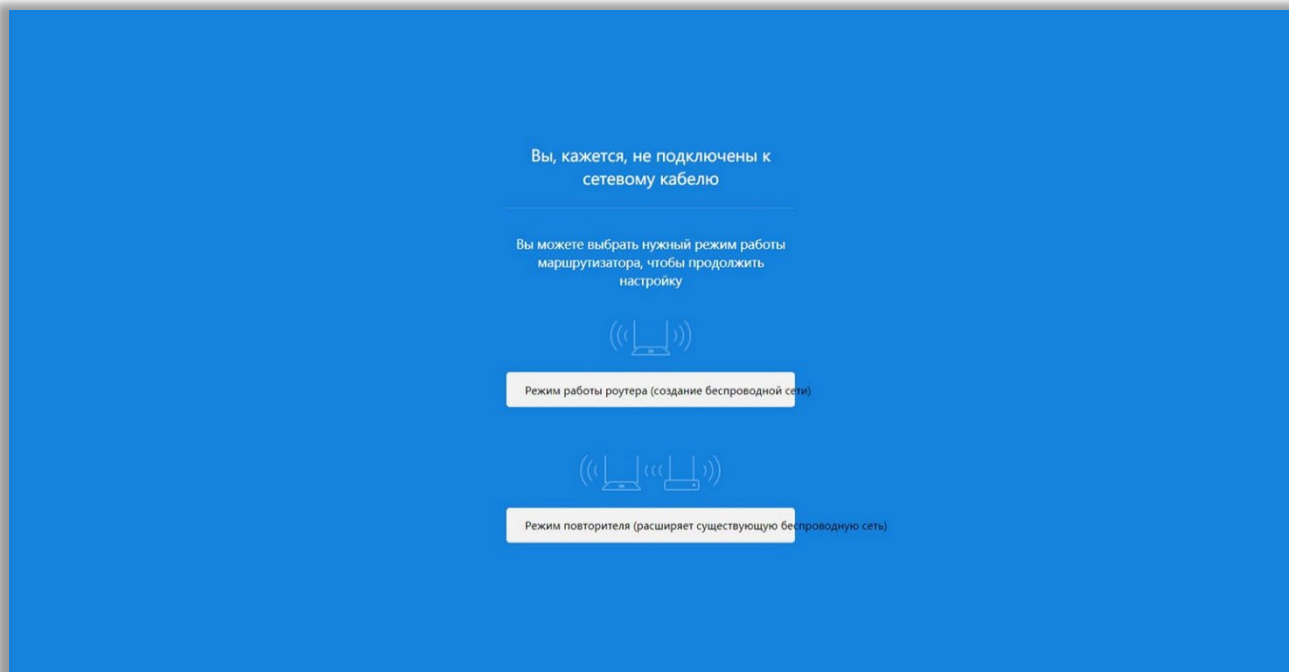 Вы, кажется, не подключены к
сетевому кабелю
Вы можете выбрать нужный режим работы
маршрутизатора, чтобы продолжить
настройку
Режим работы роутера (создание беспроводной сети)
Режим повторителя (расширяет существующую беспроводную сеть)